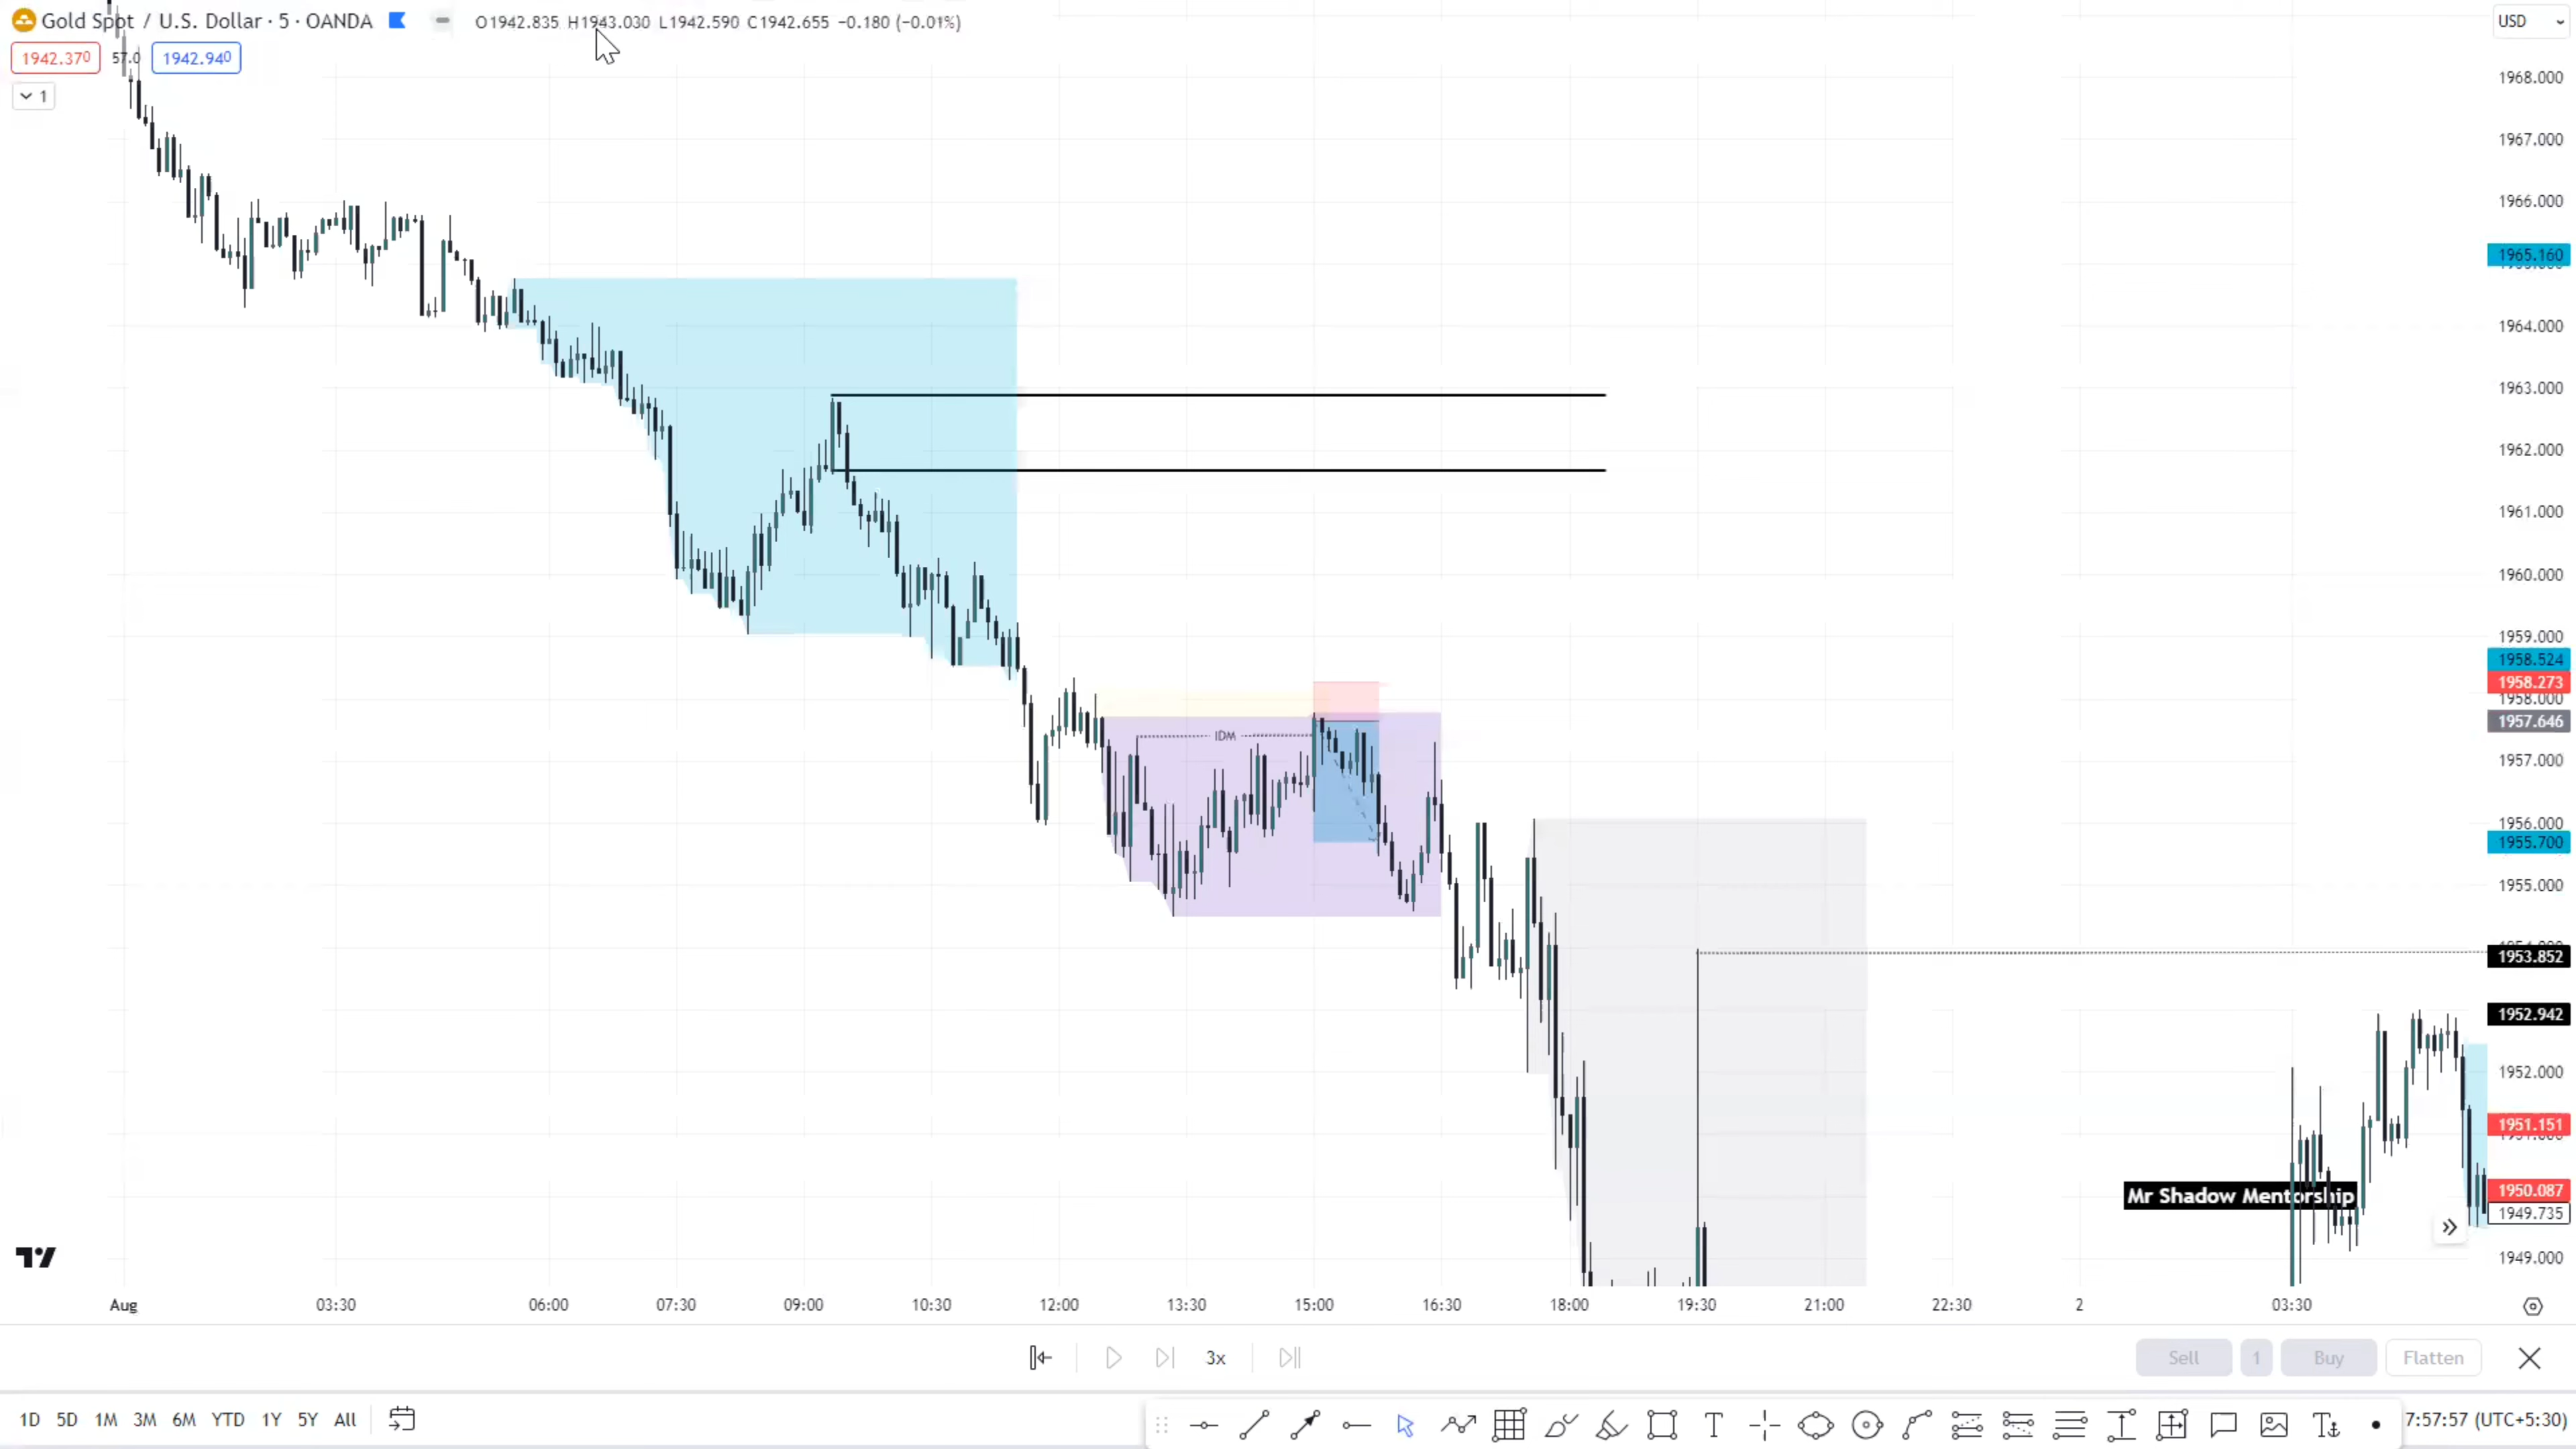 Gold Spot / U.S. Dollar · 5 · OANDA
O1942.835 H1943.030 L1942.590 C1942.655 −0.180 (−0.01%)
USD
1942.370 57.0 1942.940
1
1968.000
1967.000
1966.000
1965.160
1964.000
1963.000
1962.000
1961.000
1960.000
1959.000
1958.524
1958.273
1958.000
1957.646
IDM
1957.000
1956.000
1955.700
1955.000
1953.852
1952.942
1952.000
1951.151
Mr Shadow Mentorship
1950.087
1949.735
1949.000
Aug 03:30 06:00 07:30 09:00 10:30 12:00 13:30 15:00 16:30 18:00 19:30 21:00 22:30 2 03:30
3x
Sell 1 Buy Flatten
1D 5D 1M 3M 6M YTD 1Y 5Y All
7:57:57 (UTC+5:30)